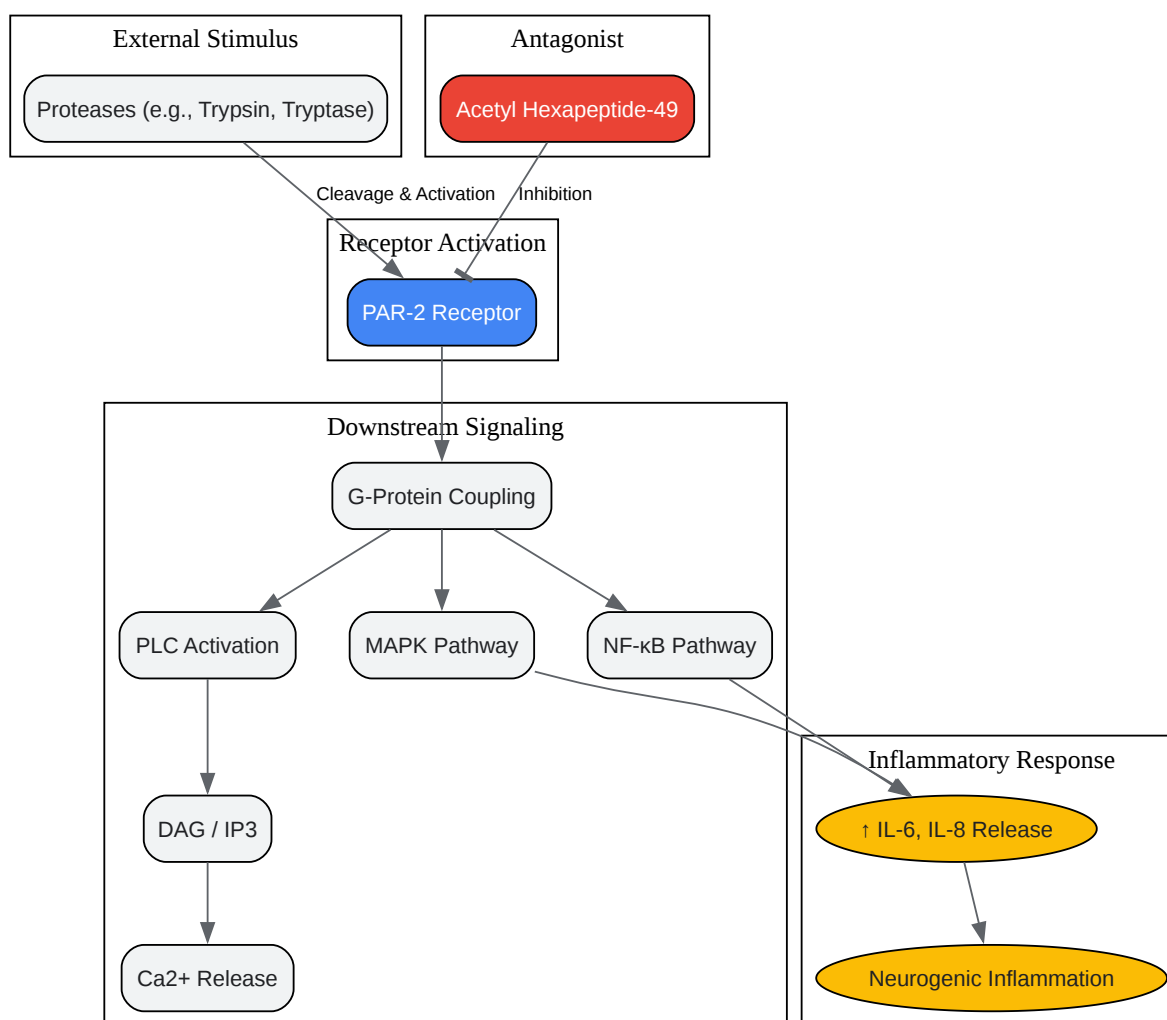 External Stimulus
Proteases (e.g., Trypsin, Tryptase)
Antagonist
Acetyl Hexapeptide-49
Cleavage & Activation
Inhibition
Receptor Activation
PAR-2 Receptor
Downstream Signaling
G-Protein Coupling
PLC Activation
MAPK Pathway
NF-κB Pathway
DAG / IP3
Ca2+ Release
Inflammatory Response
↑ IL-6, IL-8 Release
Neurogenic Inflammation